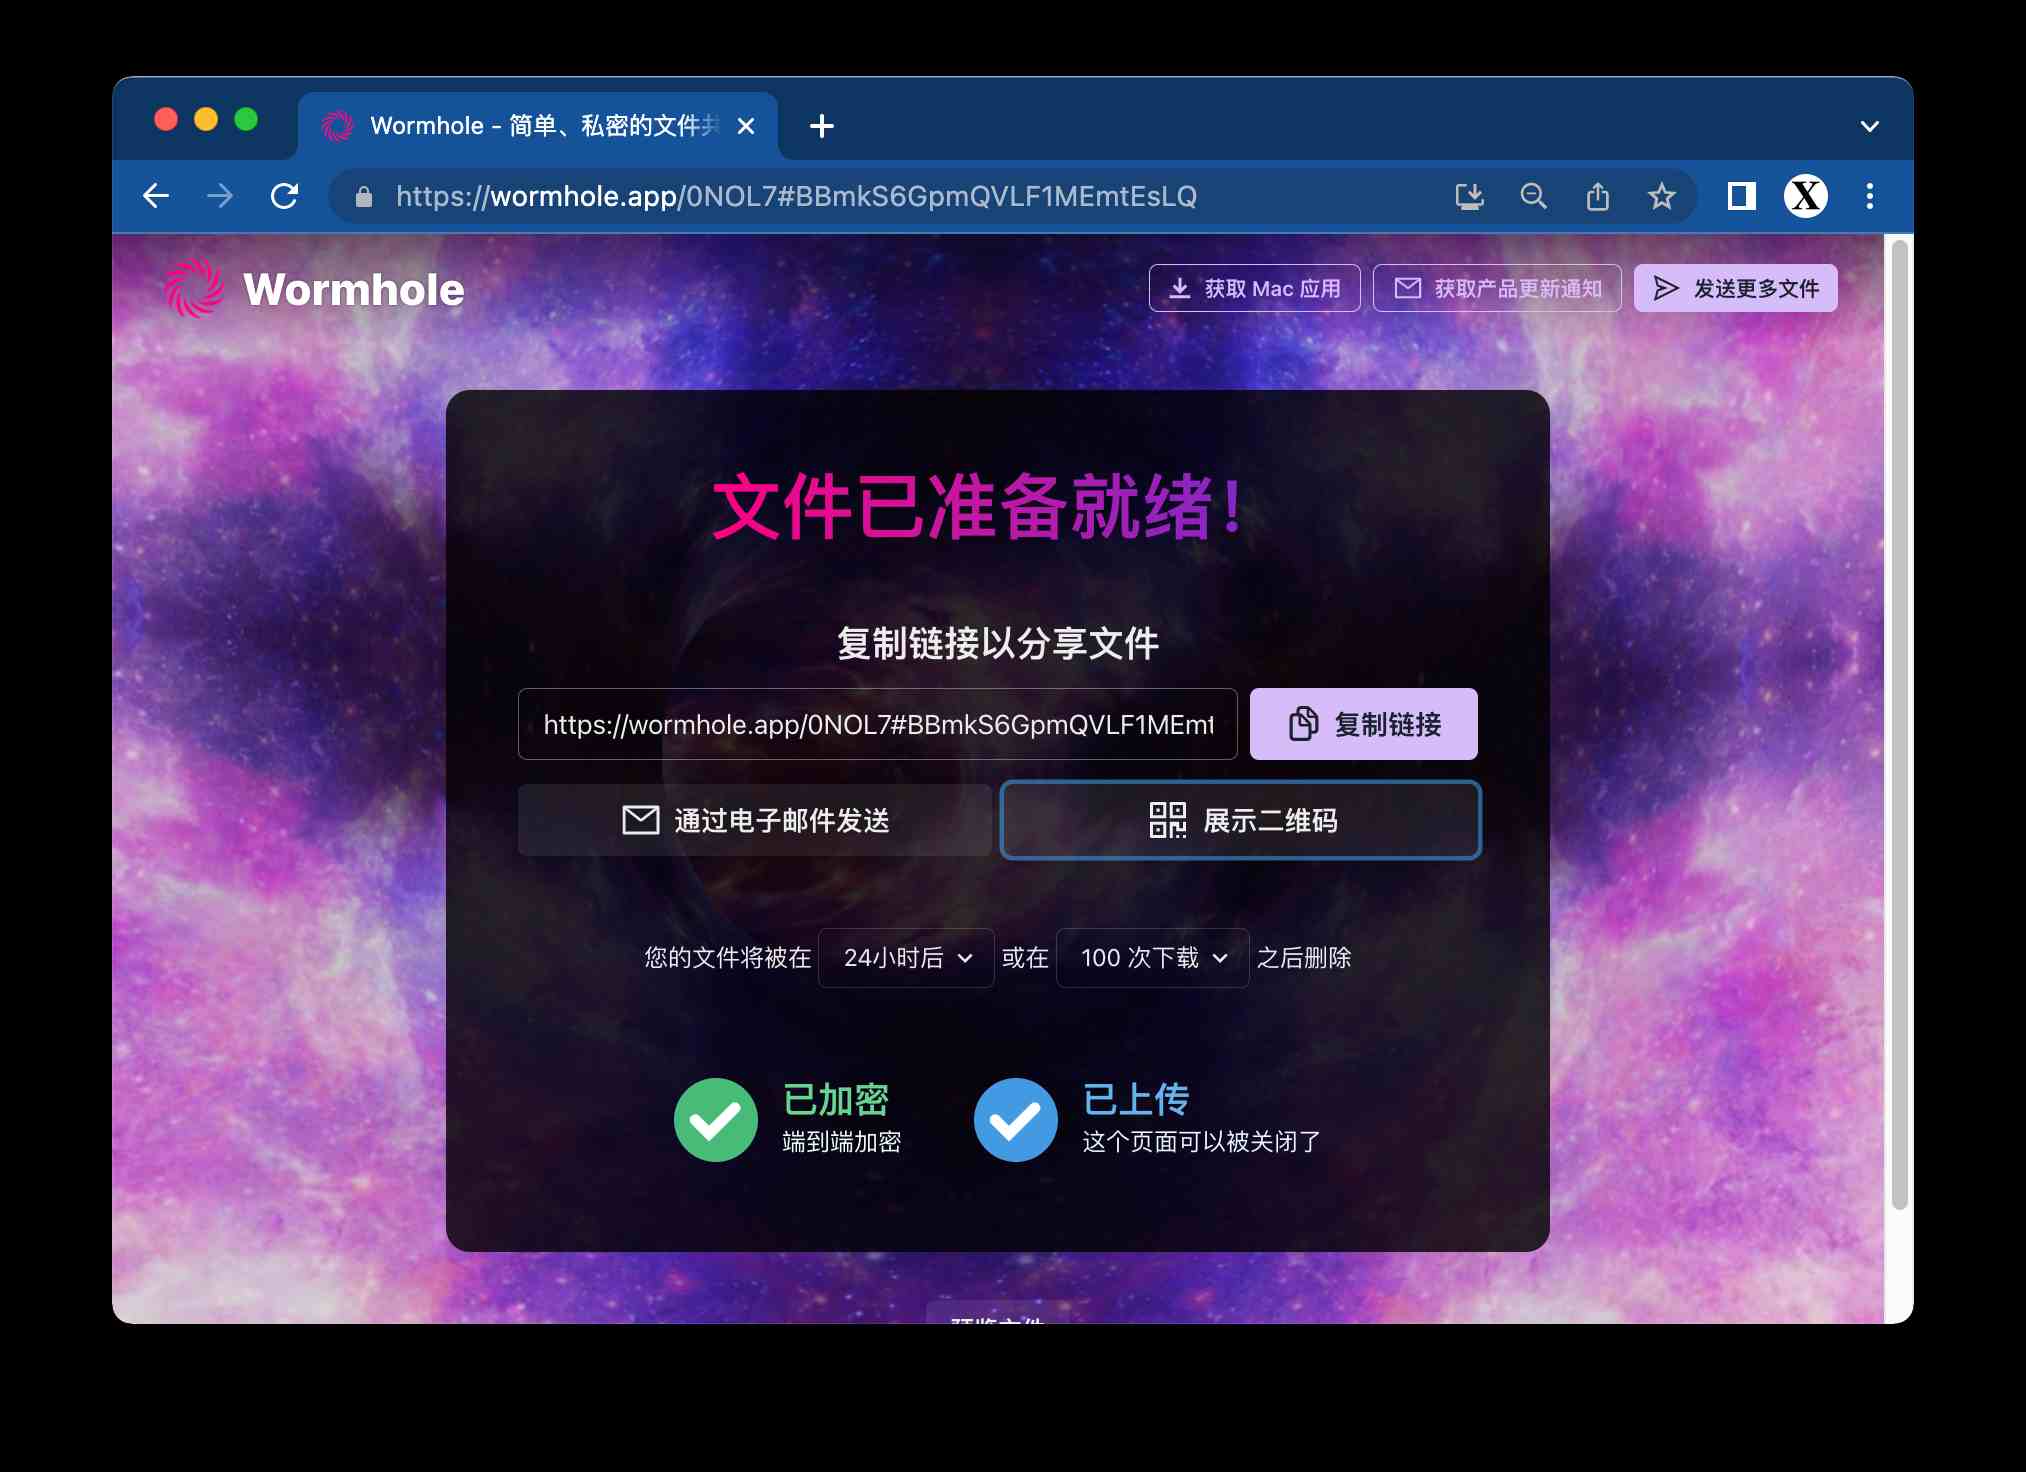 Wormhole - 简单、私密的文件共
https://wormhole.app/0NOL7#BBmkS6GpmQVLF1MEmtEsLQ
X
Wormhole
获取 Mac 应用
获取产品更新通知
发送更多文件
文件已准备就绪！
复制链接以分享文件
https://wormhole.app/0NOL7#BBmkS6GpmQVLF1MEmt
复制链接
通过电子邮件发送
展示二维码
您的文件将被在 24小时后 或在 100 次下载 之后删除
已加密
端到端加密
已上传
这个页面可以被关闭了
预览文件